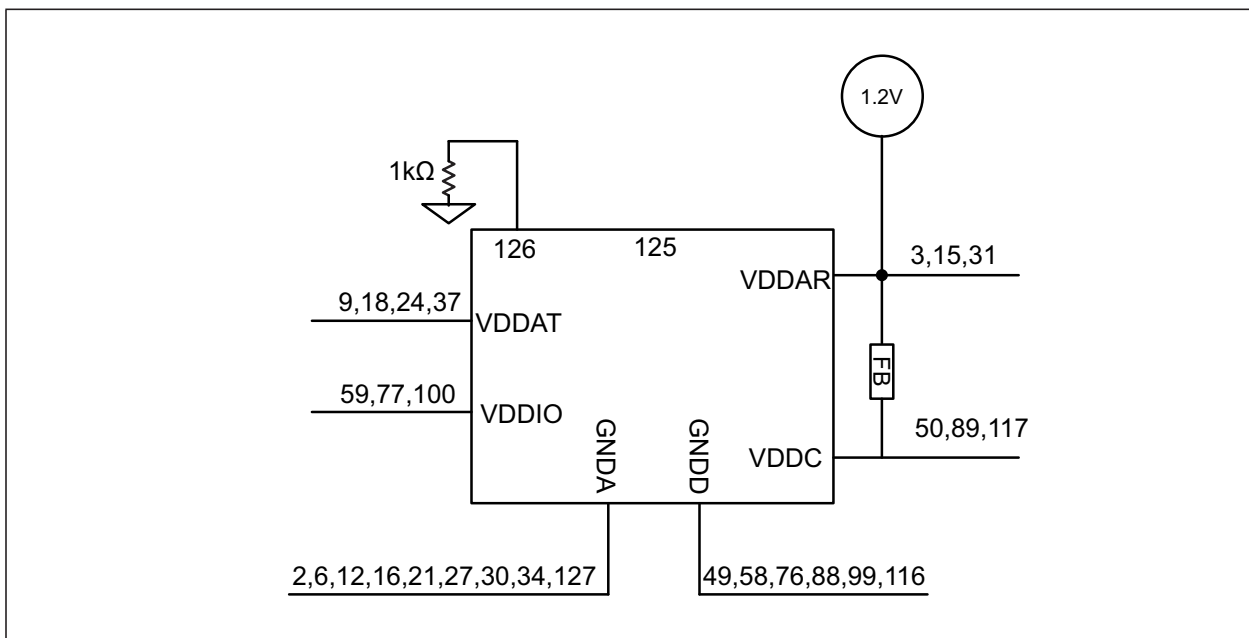 1.2V
1kΩ
126
125
VDDAR
3,15,31
9,18,24,37
VDDAT
FB
59,77,100
VDDIO
GNDA
GNDD
VDDC
50,89,117
2,6,12,16,21,27,30,34,127
49,58,76,88,99,116